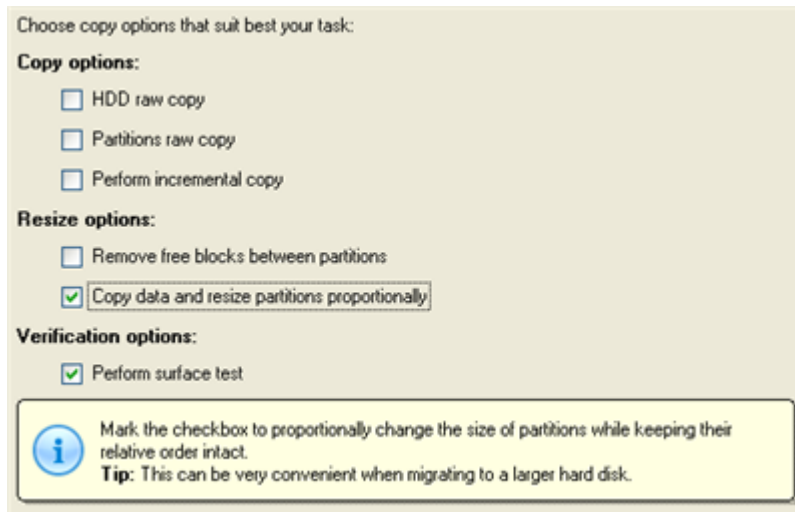 Choose copy options that suit best your task:
Copy options:
HDD raw copy
Partitions raw copy
Perform incremental copy
Resize options:
Remove free blocks between partitions
Copy data and resize partitions proportionally
Verification options:
Perform surface test
Mark the checkbox to proportionally change the size of partitions while keeping their
relative order intact.
Tip: This can be very convenient when migrating to a larger hard disk.